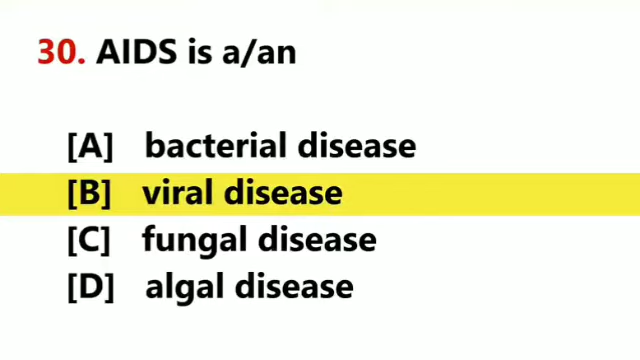 30. AIDS is a/an
[A] bacterial disease
[B] viral disease
[C] fungal disease
[D] algal disease